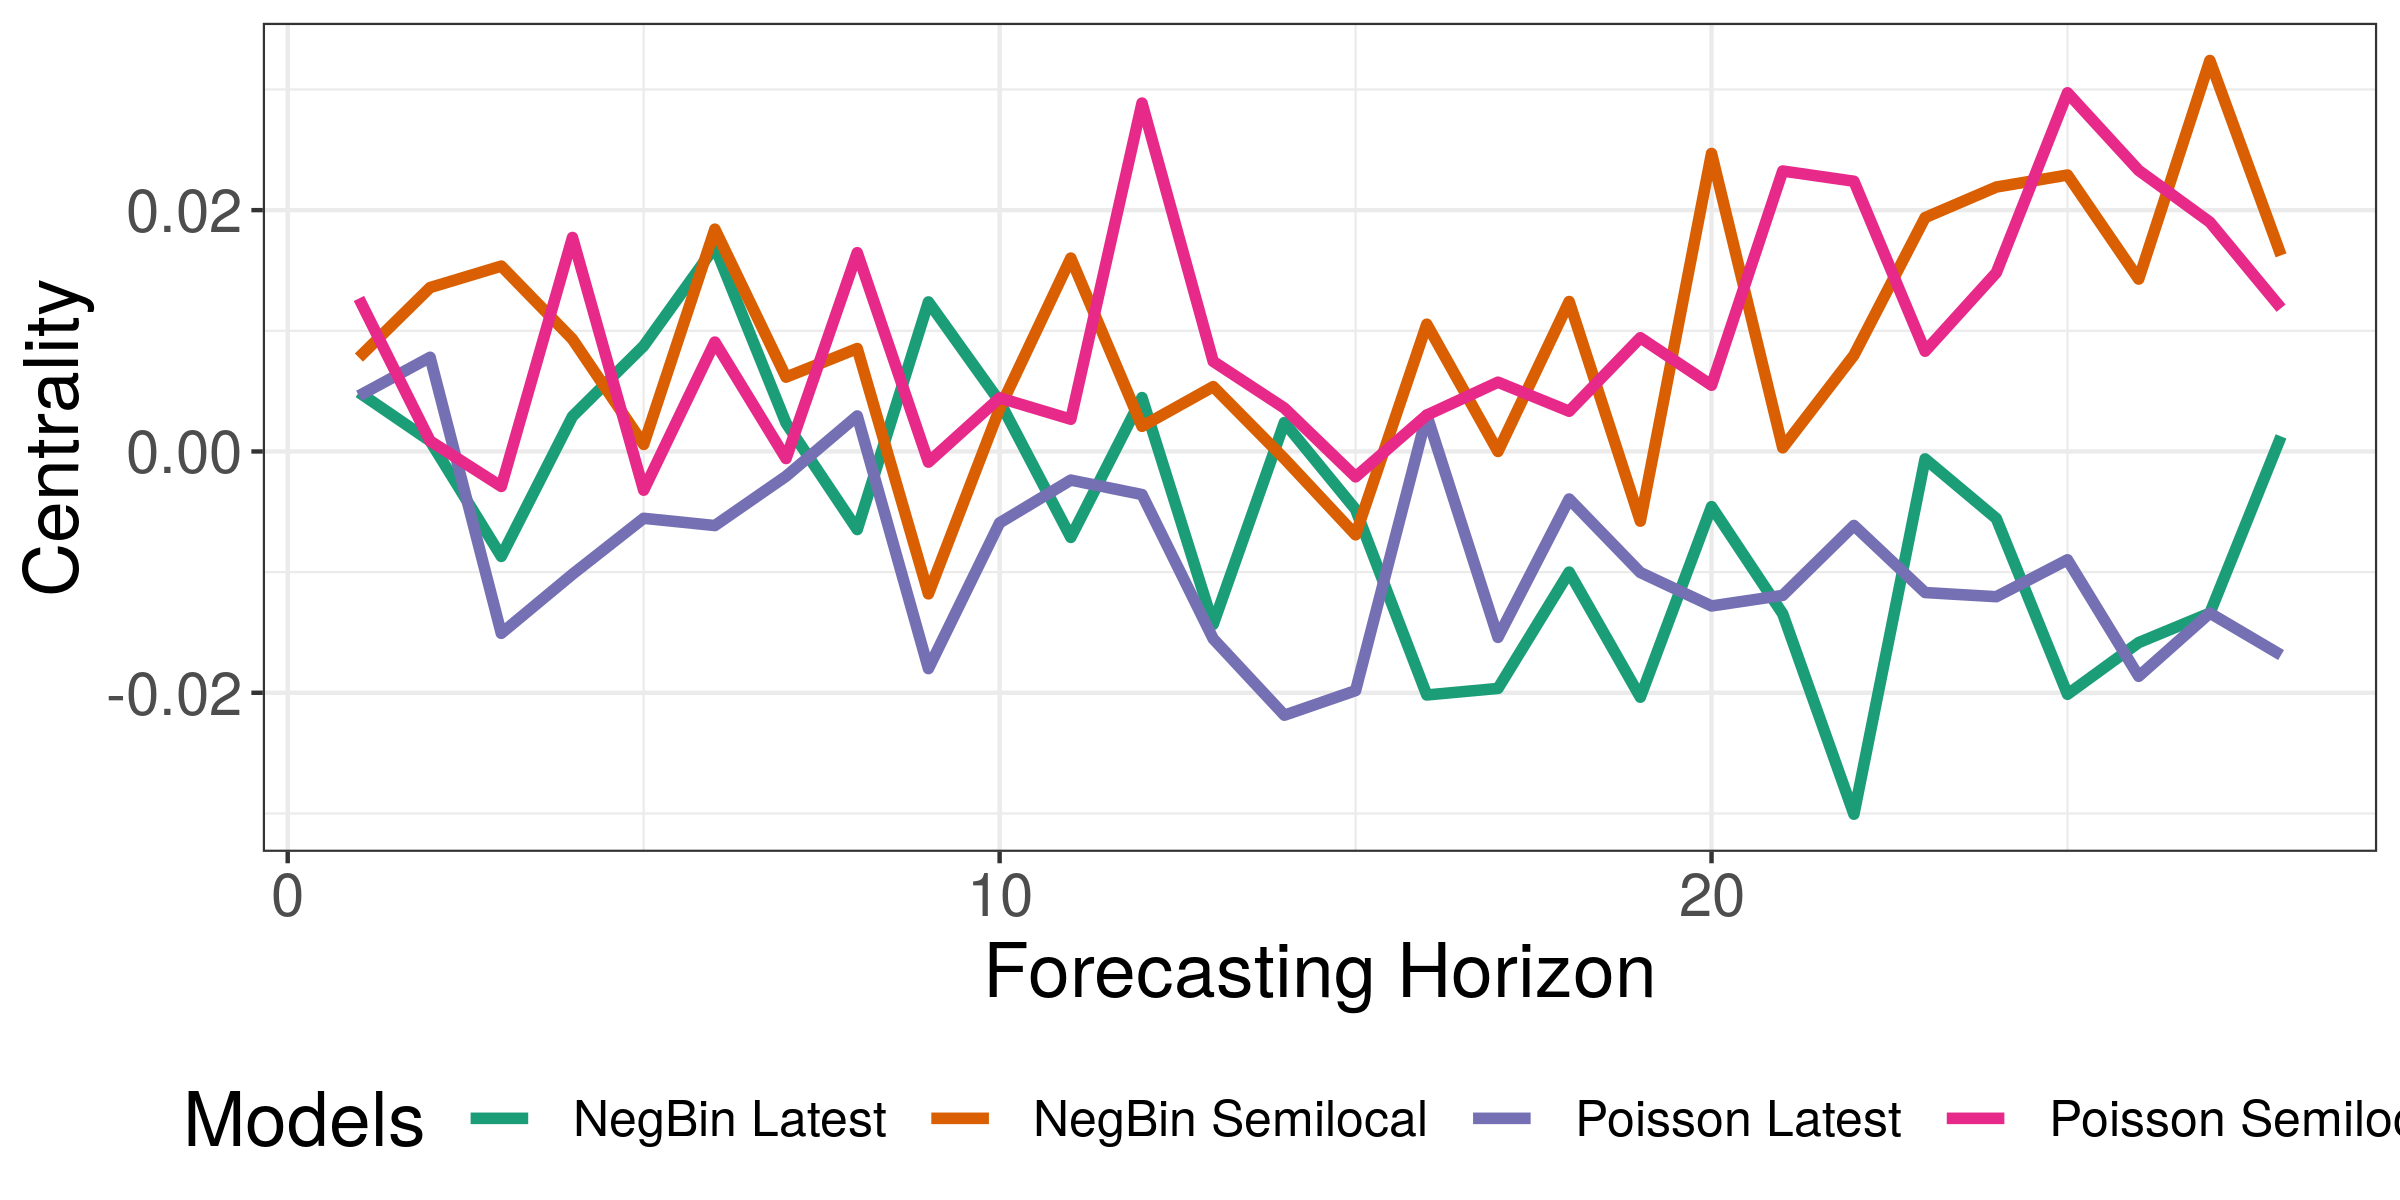 Centrality
0.02
0.00
-0.02
0
10
20
Forecasting Horizon
Models NegBin Latest NegBin Semilocal Poisson Latest Poisson